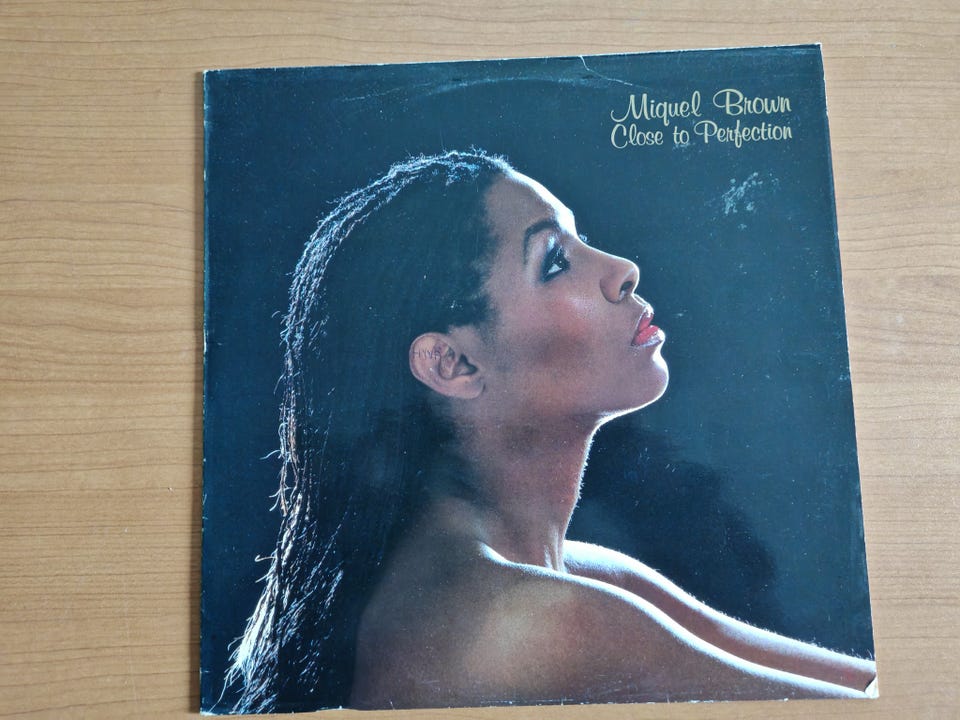 Miquel Brown
Close to Perfection